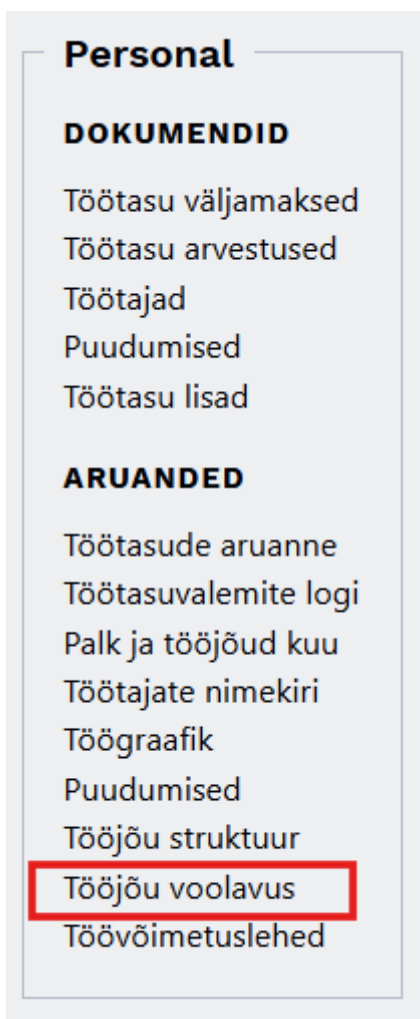 Personal
DOKUMENDID
Töötasu väljamaksed
Töötasu arvestused
Töötajad
Puudumised
Töötasu lisad
ARUANDED
Töötasude aruanne
Töötasuvalemite logi
Palk ja tööjõud kuu
Töötajate nimekiri
Töögraafik
Puudumised
Tööjõu struktuur
Tööjõu voolavus
Töövõimetuslehed